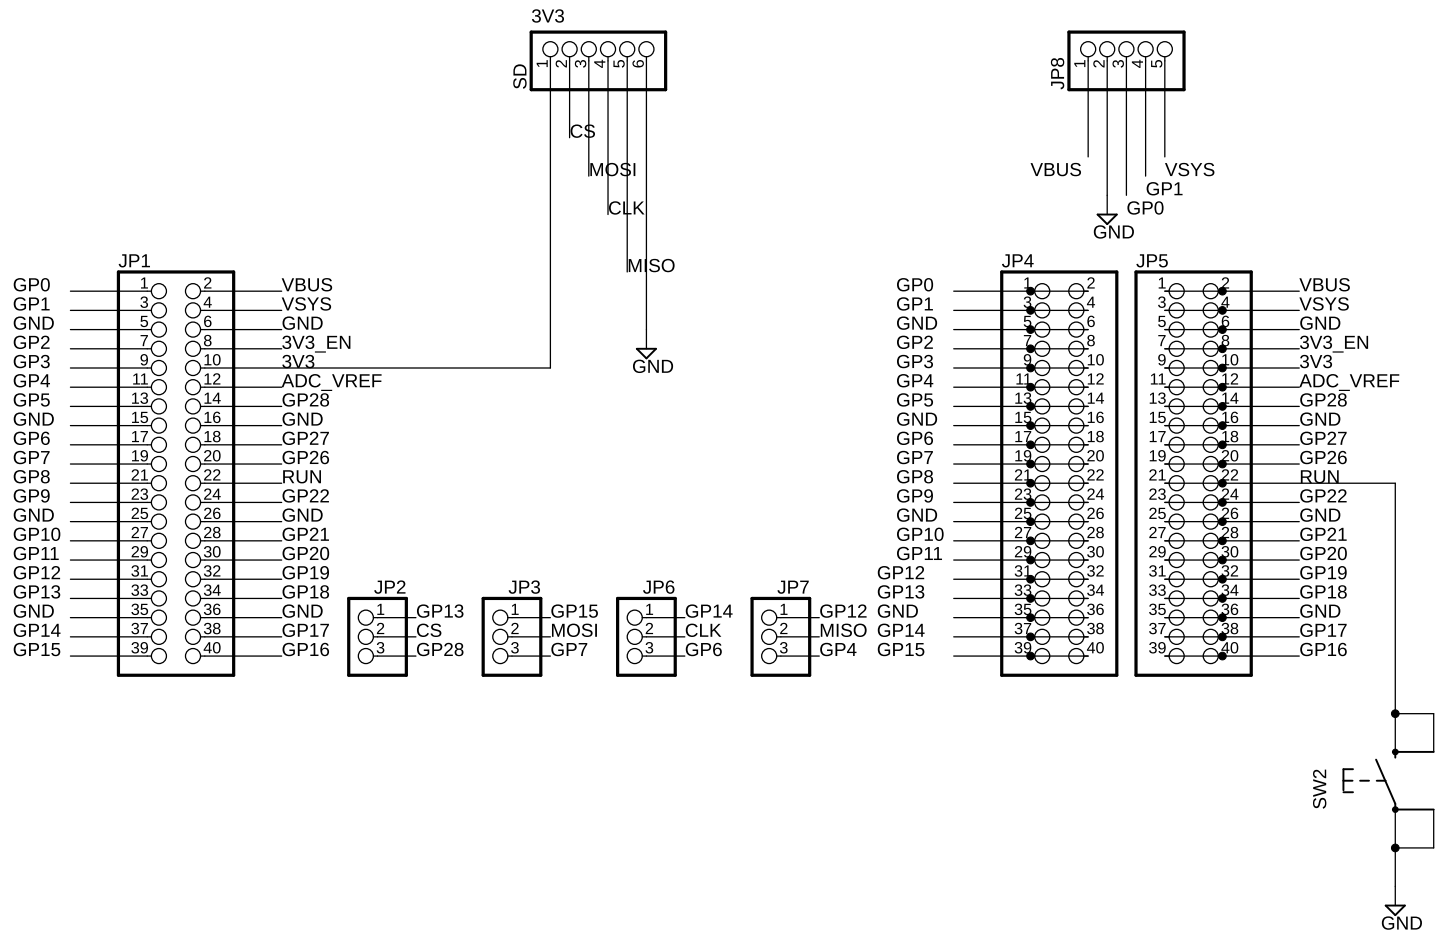 3V3
SD
1 2 3 4 5 6
CS
MOSI
CLK
MISO
GND
JP8
1 2 3 4 5
VBUS
VSYS
GP1
GP0
GND
JP1
GP0 1 2 VBUS
GP1 3 4 VSYS
GND 5 6 GND
GP2 7 8 3V3_EN
GP3 9 10 3V3
GP4 11 12 ADC_VREF
GP5 13 14 GP28
GND 15 16 GND
GP6 17 18 GP27
GP7 19 20 GP26
GP8 21 22 RUN
GP9 23 24 GP22
GND 25 26 GND
GP10 27 28 GP21
GP11 29 30 GP20
GP12 31 32 GP19
GP13 33 34 GP18
GND 35 36 GND
GP14 37 38 GP17
GP15 39 40 GP16
JP2
1 GP13
2 CS
3 GP28
JP3
1 GP15
2 MOSI
3 GP7
JP6
1 GP14
2 CLK
3 GP6
JP7
1 GP12
2 MISO
3 GP4
JP4
GP0 1 2
GP1 3 4
GND 5 6
GP2 7 8
GP3 9 10
GP4 11 12
GP5 13 14
GND 15 16
GP6 17 18
GP7 19 20
GP8 21 22
GP9 23 24
GND 25 26
GP10 27 28
GP11 29 30
GP12 31 32
GP13 33 34
GND 35 36
GP14 37 38
GP15 39 40
JP5
1 2 VBUS
3 4 VSYS
5 6 GND
7 8 3V3_EN
9 10 3V3
11 12 ADC_VREF
13 14 GP28
15 16 GND
17 18 GP27
19 20 GP26
21 22 RUN
23 24 GP22
25 26 GND
27 28 GP21
29 30 GP20
31 32 GP19
33 34 GP18
35 36 GND
37 38 GP17
39 40 GP16
SW2
GND